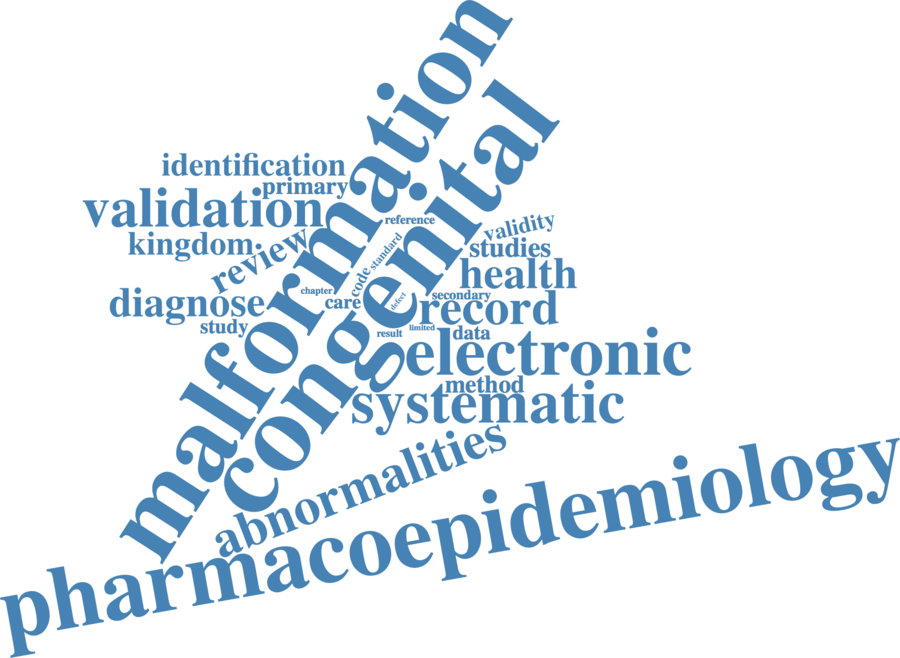 malformation
congenital
identification
primary
validation
kingdom
review
diagnose
study
reference
standard
code
chapter
care
defect
validity
studies
health
secondary
record
limited
result
data
electronic
method
systematic
abnormalities
pharmacoepidemiology